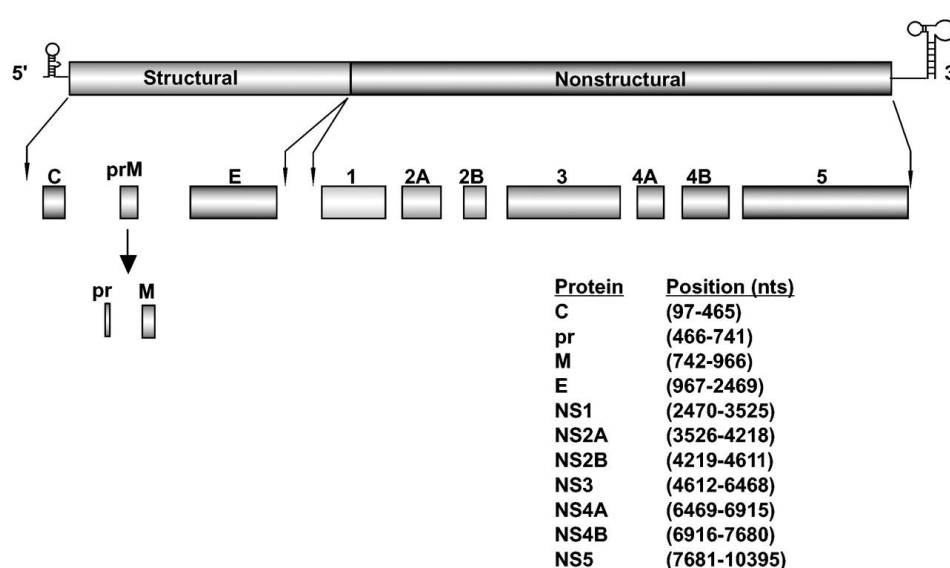 5' Structural Nonstructural 3'
C prM E 1 2A 2B 3 4A 4B 5
pr M
Protein Position (nts)
C (97-465)
pr (466-741)
M (742-966)
E (967-2469)
NS1 (2470-3525)
NS2A (3526-4218)
NS2B (4219-4611)
NS3 (4612-6468)
NS4A (6469-6915)
NS4B (6916-7680)
NS5 (7681-10395)